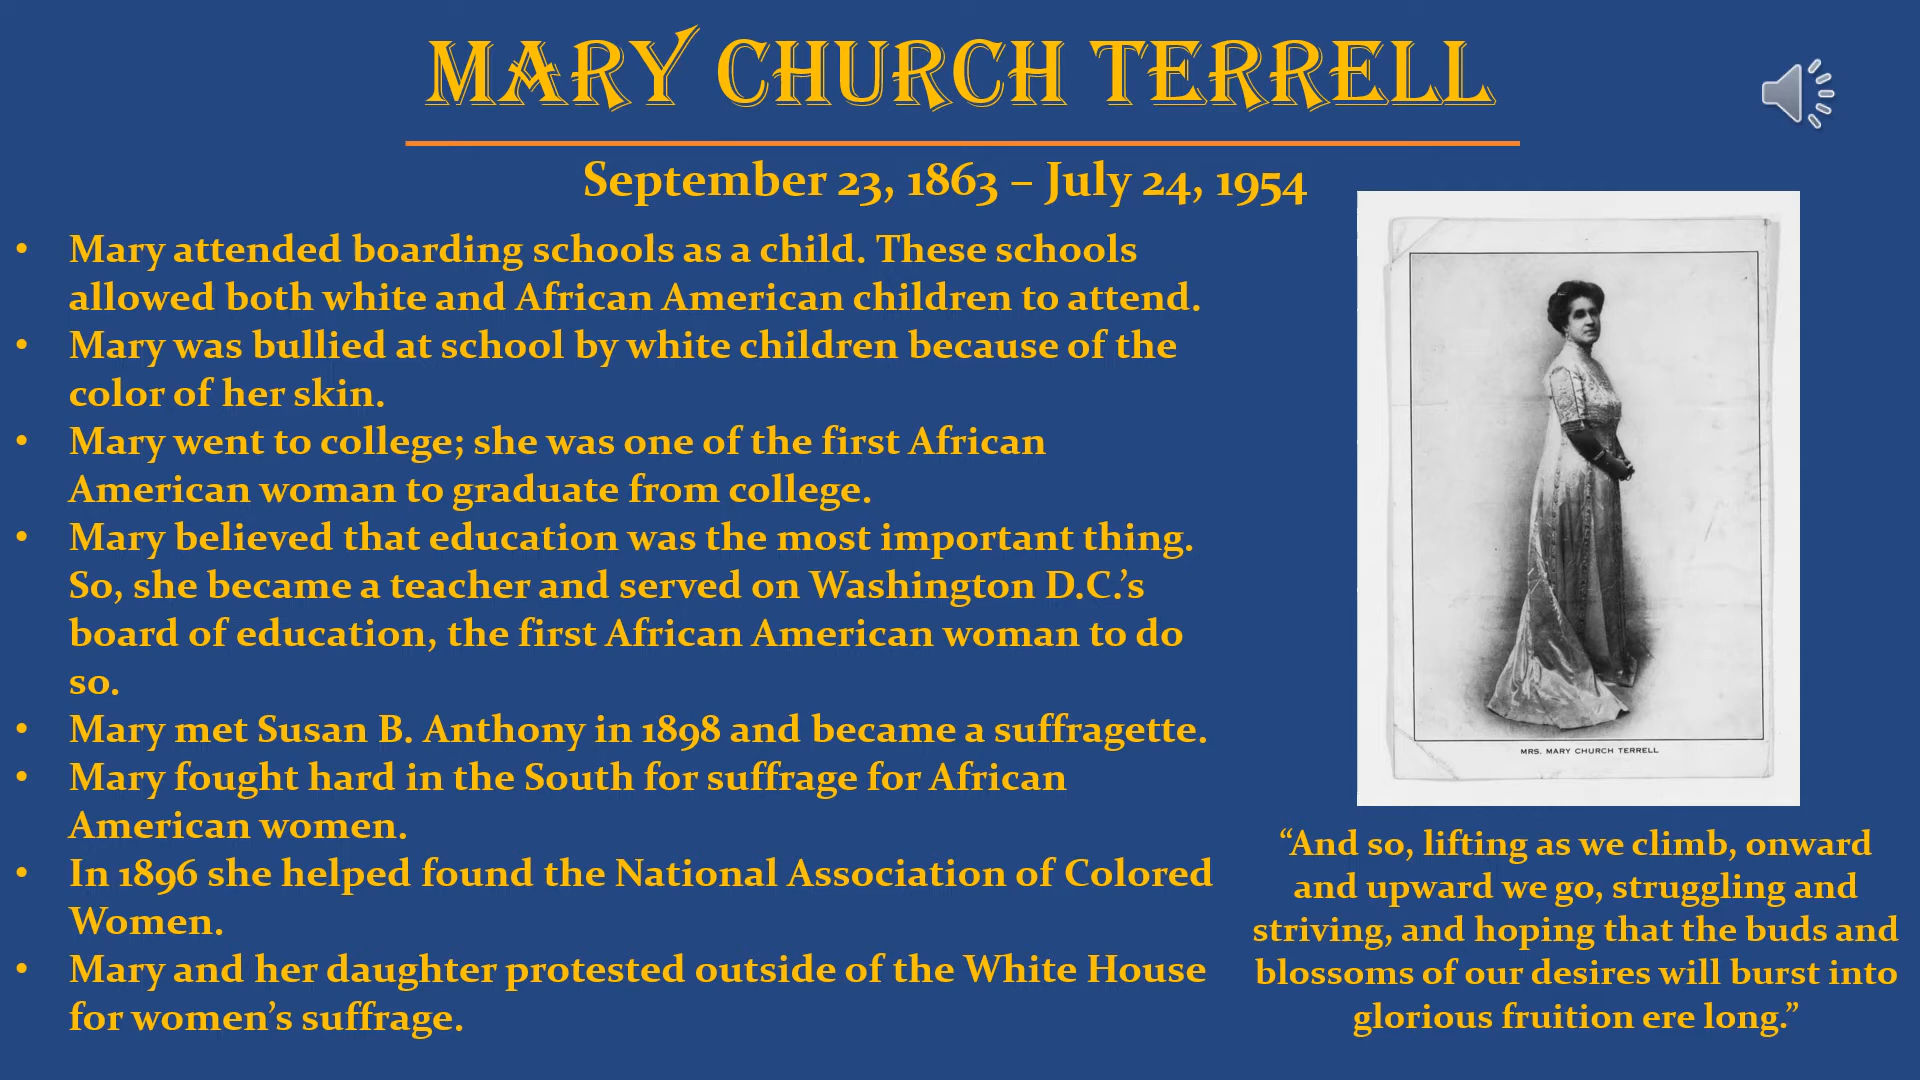 MARY CHURCH TERRELL
September 23, 1863 – July 24, 1954
• Mary attended boarding schools as a child. These schools
allowed both white and African American children to attend.
• Mary was bullied at school by white children because of the
color of her skin.
• Mary went to college; she was one of the first African
American woman to graduate from college.
• Mary believed that education was the most important thing.
So, she became a teacher and served on Washington D.C.’s
board of education, the first African American woman to do
so.
• Mary met Susan B. Anthony in 1898 and became a suffragette.
• Mary fought hard in the South for suffrage for African
American women.
• In 1896 she helped found the National Association of Colored
Women.
• Mary and her daughter protested outside of the White House
for women’s suffrage.
MRS. MARY CHURCH TERRELL
“And so, lifting as we climb, onward
and upward we go, struggling and
striving, and hoping that the buds and
blossoms of our desires will burst into
glorious fruition ere long.”